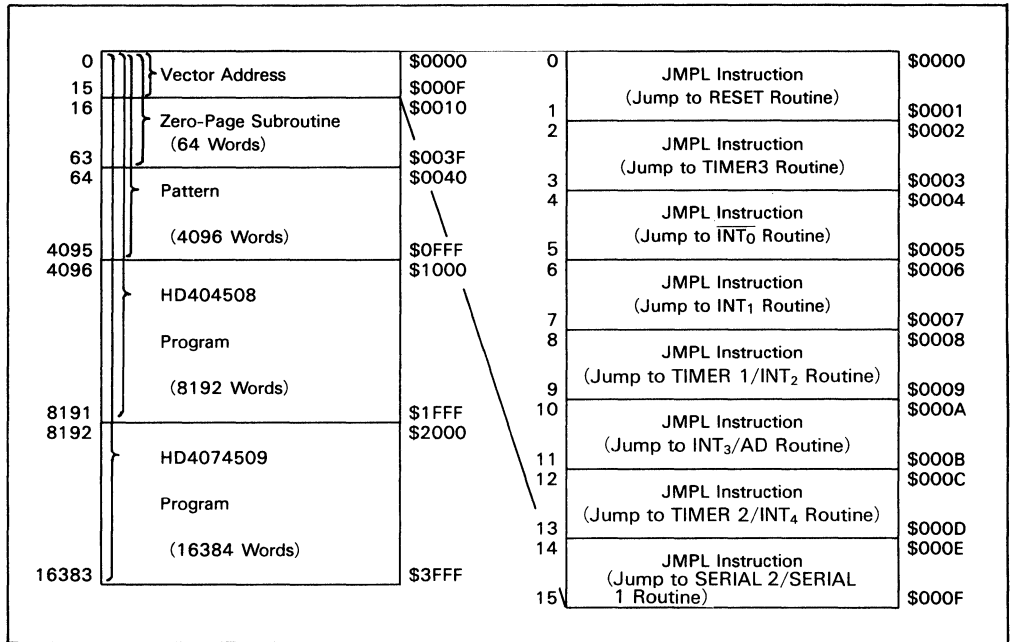 0
$0000
Vector Address
15
$000F
16
$0010
Zero-Page Subroutine
(64 Words)
63
$003F
64
$0040
Pattern
(4096 Words)
4095
$0FFF
4096
$1000
HD404508
Program
(8192 Words)
8191
$1FFF
8192
$2000
HD4074509
Program
(16384 Words)
16383
$3FFF
0
$0000
JMPL Instruction
(Jump to RESET Routine)
1
$0001
2
$0002
JMPL Instruction
(Jump to TIMER3 Routine)
3
$0003
4
$0004
JMPL Instruction
(Jump to INT0 Routine)
5
$0005
6
$0006
JMPL Instruction
(Jump to INT1 Routine)
7
$0007
8
$0008
JMPL Instruction
(Jump to TIMER 1/INT2 Routine)
9
$0009
10
$000A
JMPL Instruction
(Jump to INT3/AD Routine)
11
$000B
12
$000C
JMPL Instruction
(Jump to TIMER 2/INT4 Routine)
13
$000D
14
$000E
JMPL Instruction
(Jump to SERIAL 2/SERIAL
1 Routine)
15
$000F